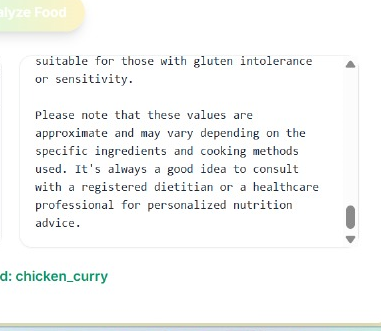 alyze Food
suitable for those with gluten intolerance
or sensitivity.
Please note that these values are
approximate and may vary depending on the
specific ingredients and cooking methods
used. It's always a good idea to consult
with a registered dietitian or a healthcare
professional for personalized nutrition
advice.
d: chicken_curry